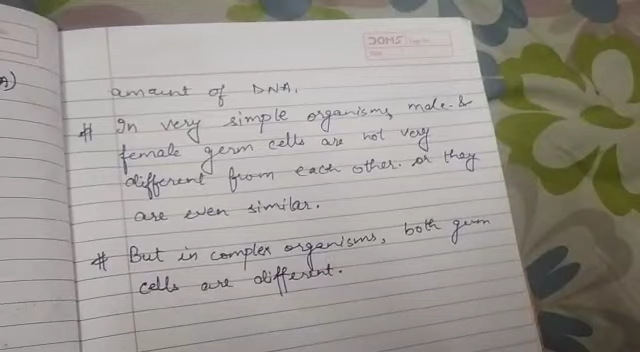 DOMS
A)
amount of DNA.
# In very simple organisms, male &
female germ cells are not very
different from each other. or they
are even similar.
# But in complex organisms, both germ
cells are different.